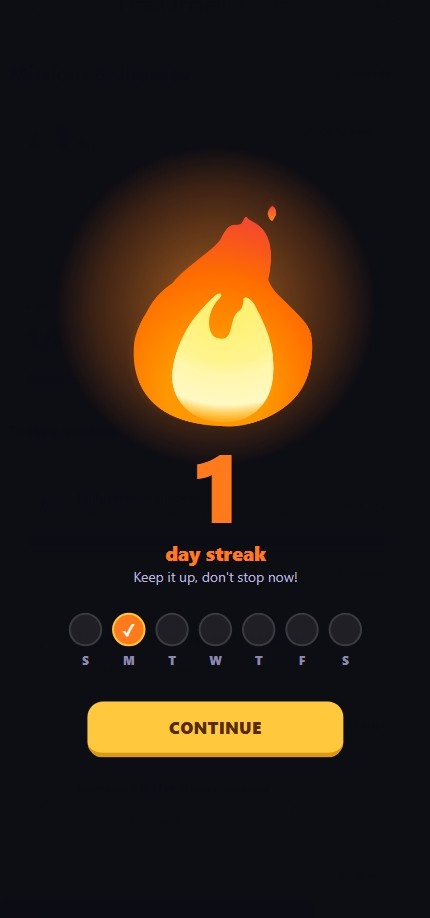 1
day streak
Keep it up, don't stop now!
S M T W T F S
CONTINUE